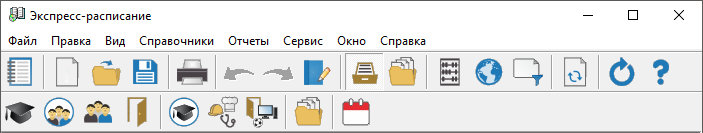 Экспресс-расписание
Файл Правка Вид Справочники Отчеты Сервис Окно Справка